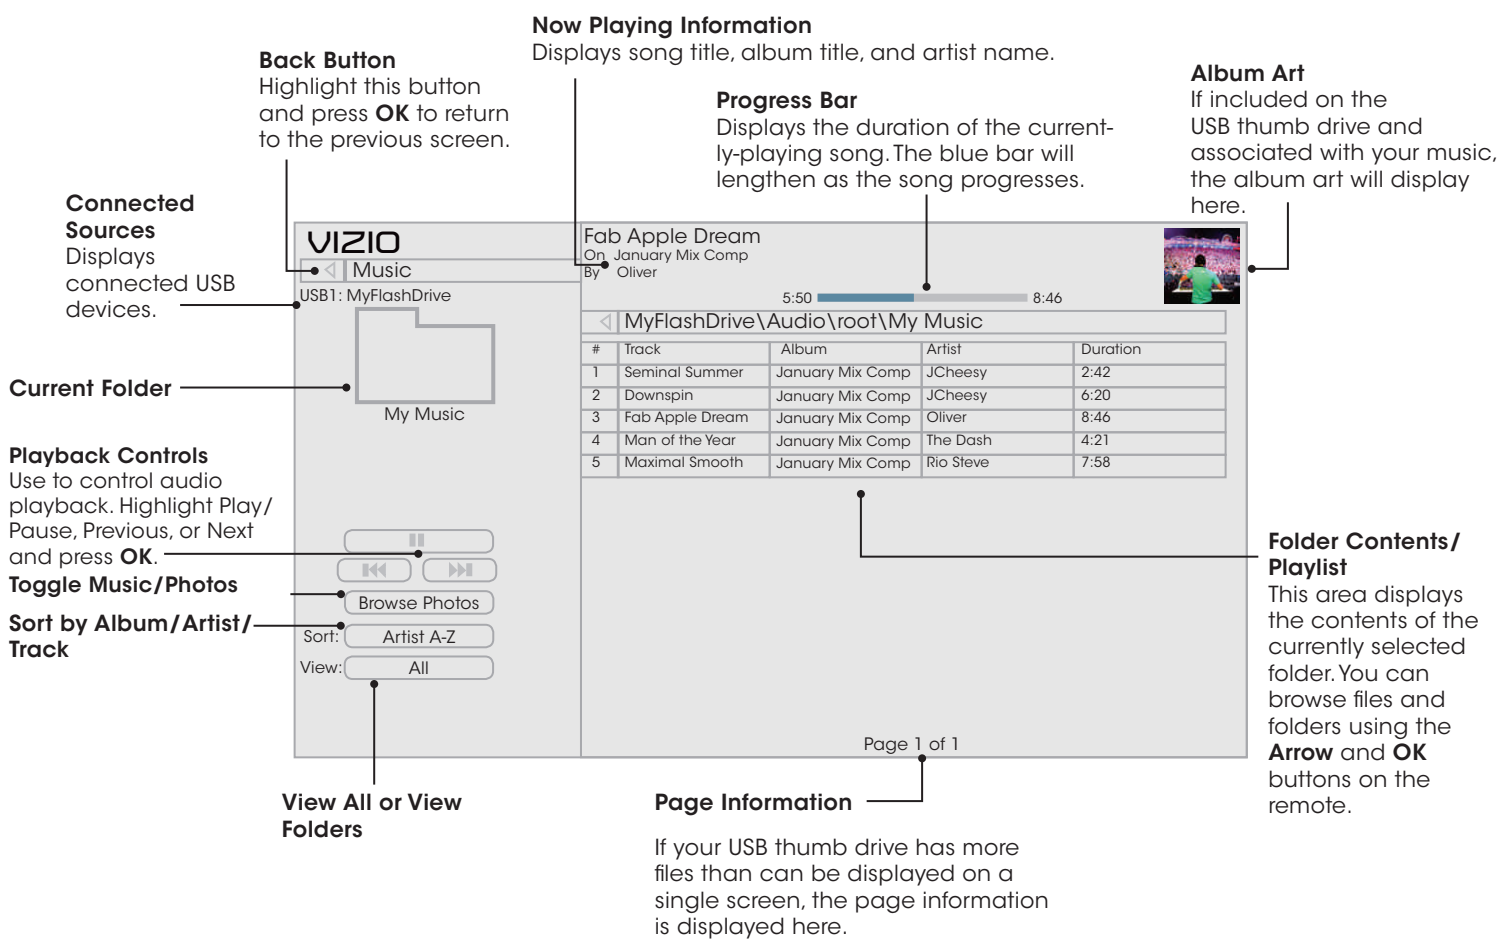 Now Playing Information
Displays song title, album title, and artist name.
Back Button
Highlight this button
and press OK to return
to the previous screen.
Progress Bar
Displays the duration of the current-
ly-playing song. The blue bar will
lengthen as the song progresses.
Album Art
If included on the
USB thumb drive and
associated with your music,
the album art will display
here.
Connected
Sources
Displays
connected USB
devices.
Current Folder
Playback Controls
Use to control audio
playback. Highlight Play/
Pause, Previous, or Next
and press OK.
Toggle Music/Photos
Sort by Album/Artist/
Track
VIZIO
Music
USB1: MyFlashDrive
My Music
Browse Photos
Sort: Artist A-Z
View: All
Fab Apple Dream
On January Mix Comp
By Oliver
5:50 8:46
MyFlashDrive\Audio\root\My Music
# Track Album Artist Duration
1 Seminal Summer January Mix Comp JCheesy 2:42
2 Downspin January Mix Comp JCheesy 6:20
3 Fab Apple Dream January Mix Comp Oliver 8:46
4 Man of the Year January Mix Comp The Dash 4:21
5 Maximal Smooth January Mix Comp Rio Steve 7:58
Page 1 of 1
Folder Contents/
Playlist
This area displays
the contents of the
currently selected
folder. You can
browse files and
folders using the
Arrow and OK
buttons on the
remote.
View All or View
Folders
Page Information
If your USB thumb drive has more
files than can be displayed on a
single screen, the page information
is displayed here.